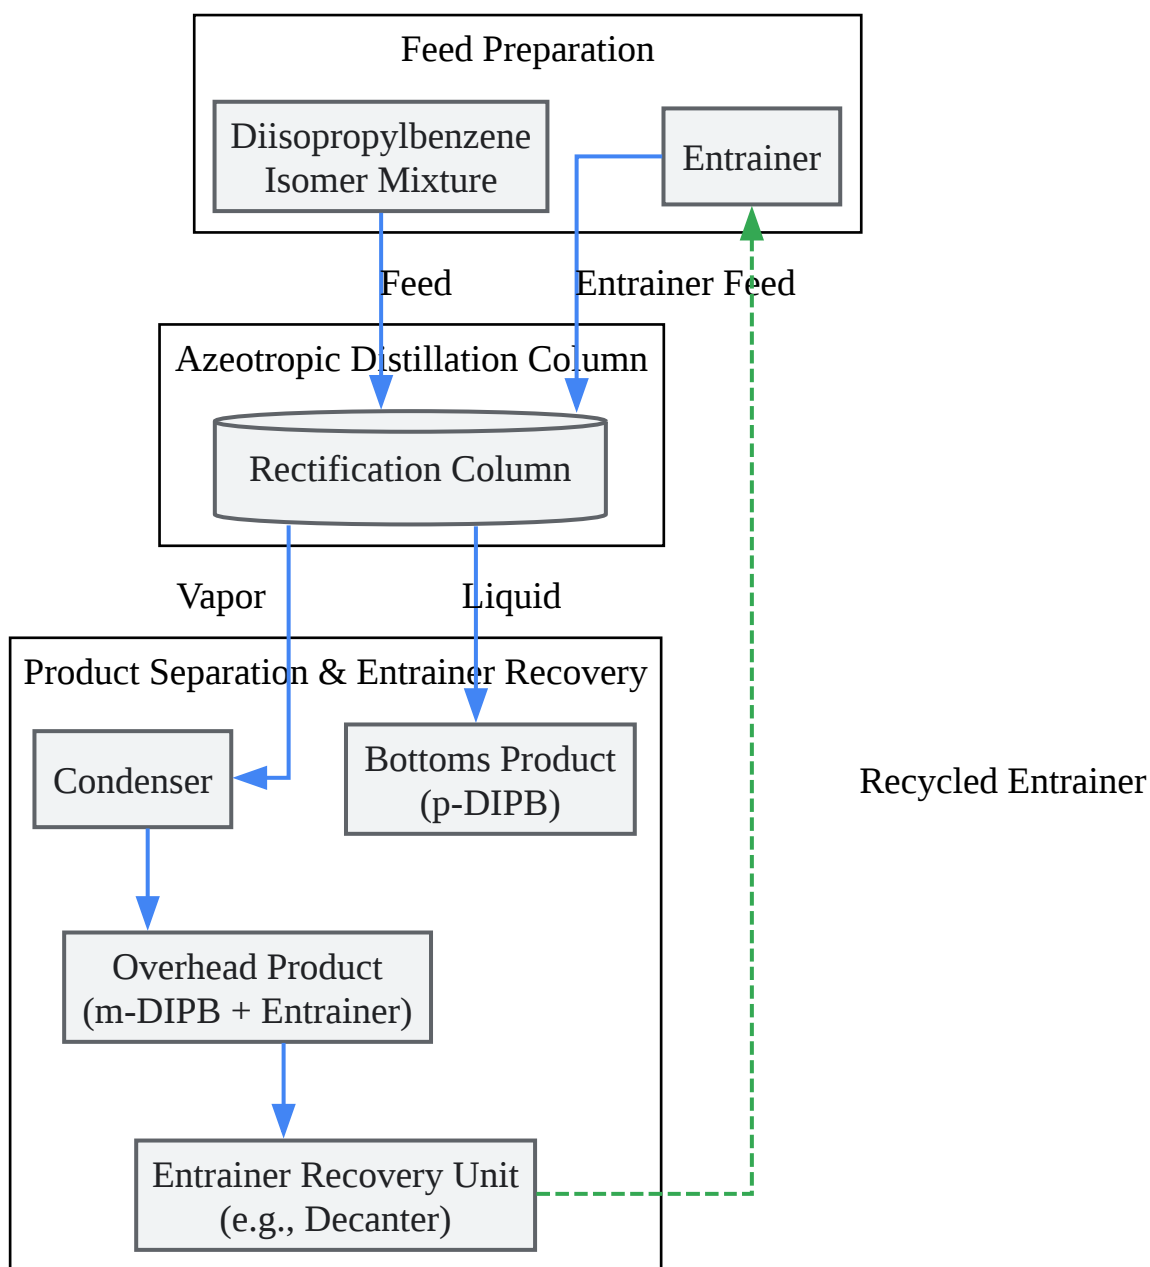 Feed Preparation
Diisopropylbenzene
Isomer Mixture
Entrainer
Feed
Entrainer Feed
Azeotropic Distillation Column
Rectification Column
Vapor
Liquid
Product Separation & Entrainer Recovery
Condenser
Bottoms Product
(p-DIPB)
Recycled Entrainer
Overhead Product
(m-DIPB + Entrainer)
Entrainer Recovery Unit
(e.g., Decanter)